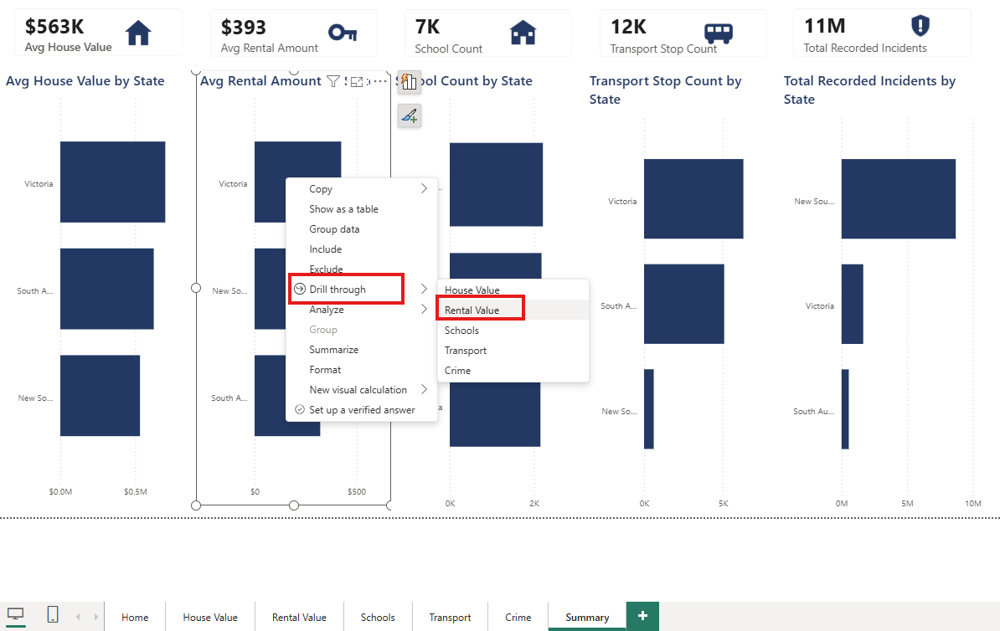 $563K
Avg House Value
$393
Avg Rental Amount
7K
School Count
12K
Transport Stop Count
11M
Total Recorded Incidents
Avg House Value by State
Victoria
South A...
New So...
$0.0M
$0.5M
Avg Rental Amount
Victoria
New So...
South A...
$0
$500
ool Count by State
0K
2K
Transport Stop Count by
State
Victoria
South A...
New So...
0K
5K
Total Recorded Incidents by
State
New Sou...
Victoria
South Au...
0M
5M
10M
Copy
Show as a table
Group data
Include
Exclude
Drill through
Analyze
Group
Summarize
Format
New visual calculation
Set up a verified answer
House Value
Rental Value
Schools
Transport
Crime
Home
House Value
Rental Value
Schools
Transport
Crime
Summary